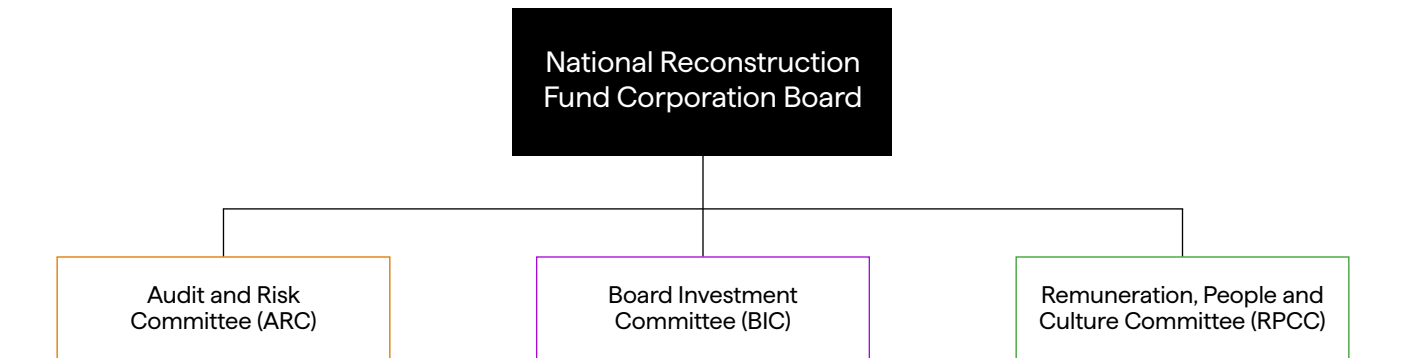 National Reconstruction
Fund Corporation Board
Audit and Risk
Committee (ARC)
Board Investment
Committee (BIC)
Remuneration, People and
Culture Committee (RPCC)